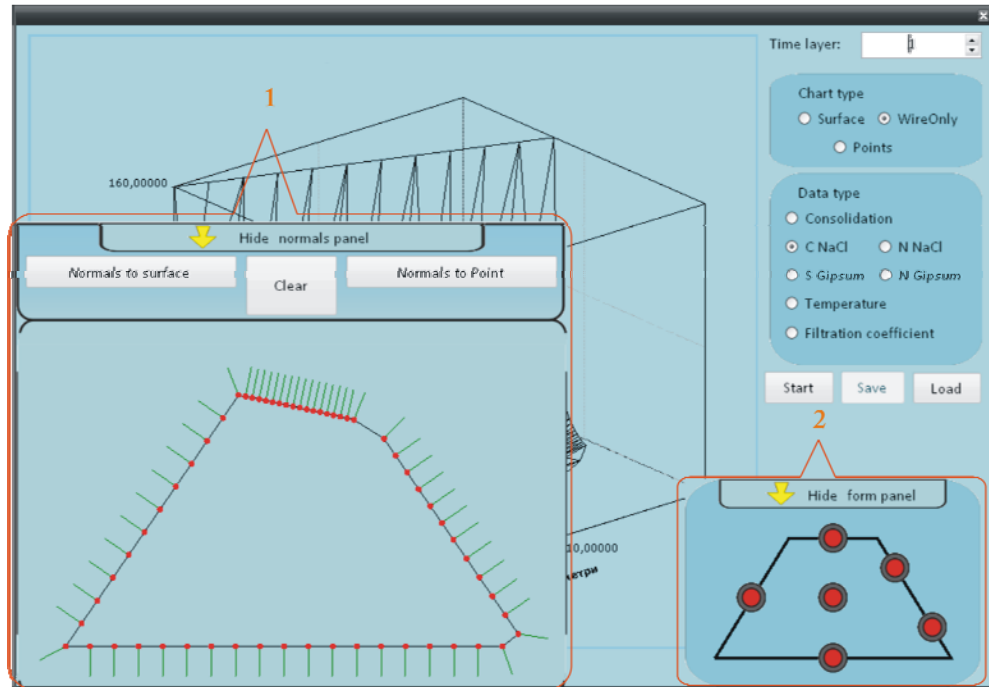 Time layer: 1
1
Chart type
Surface WireOnly
Points
160,00000
Data type
Consolidation
C NaCl N NaCl
S Gipsum N Gipsum
Temperature
Filtration coefficient
Hide normals panel
Normals to surface Clear Normals to Point
Start Save Load
2
Hide form panel
10,00000
етри